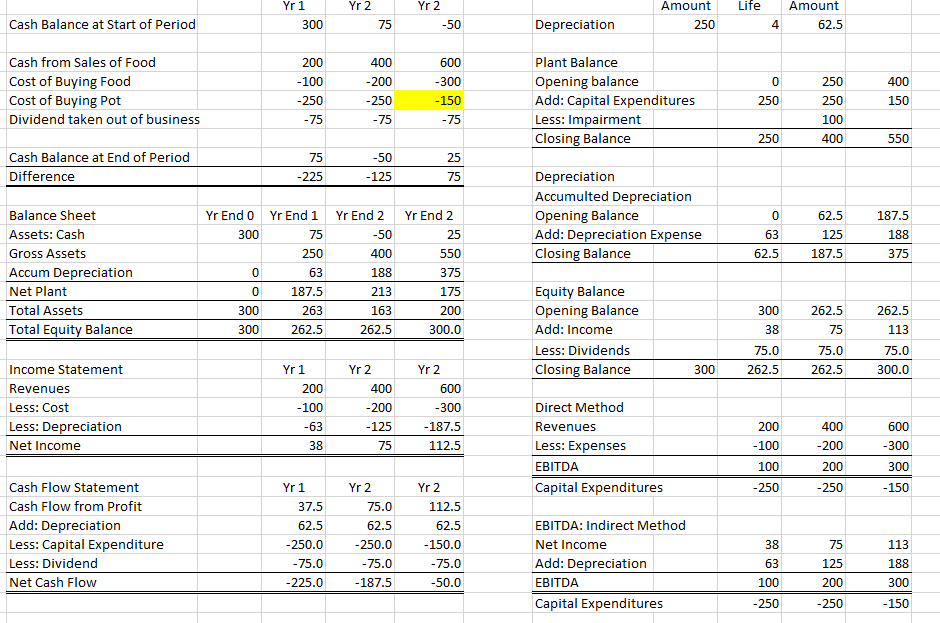 Yr 1 Yr 2 Yr 2
Cash Balance at Start of Period 300 75 -50
Cash from Sales of Food 200 400 600
Cost of Buying Food -100 -200 -300
Cost of Buying Pot -250 -250 -150
Dividend taken out of business -75 -75 -75
Cash Balance at End of Period 75 -50 25
Difference -225 -125 75
Balance Sheet Yr End 0 Yr End 1 Yr End 2 Yr End 2
Assets: Cash 300 75 -50 25
Gross Assets 250 400 550
Accum Depreciation 0 63 188 375
Net Plant 0 187.5 213 175
Total Assets 300 263 163 200
Total Equity Balance 300 262.5 262.5 300.0
Income Statement Yr 1 Yr 2 Yr 2
Revenues 200 400 600
Less: Cost -100 -200 -300
Less: Depreciation -63 -125 -187.5
Net Income 38 75 112.5
Cash Flow Statement Yr 1 Yr 2 Yr 2
Cash Flow from Profit 37.5 75.0 112.5
Add: Depreciation 62.5 62.5 62.5
Less: Capital Expenditure -250.0 -250.0 -150.0
Less: Dividend -75.0 -75.0 -75.0
Net Cash Flow -225.0 -187.5 -50.0
Amount Life Amount
Depreciation 250 4 62.5
Plant Balance
Opening balance 0 250 400
Add: Capital Expenditures 250 250 150
Less: Impairment 100
Closing Balance 250 400 550
Depreciation
Accumulted Depreciation
Opening Balance 0 62.5 187.5
Add: Depreciation Expense 63 125 188
Closing Balance 62.5 187.5 375
Equity Balance
Opening Balance 300 262.5 262.5
Add: Income 38 75 113
Less: Dividends 75.0 75.0 75.0
Closing Balance 300 262.5 262.5 300.0
Direct Method
Revenues 200 400 600
Less: Expenses -100 -200 -300
EBITDA 100 200 300
Capital Expenditures -250 -250 -150
EBITDA: Indirect Method
Net Income 38 75 113
Add: Depreciation 63 125 188
EBITDA 100 200 300
Capital Expenditures -250 -250 -150